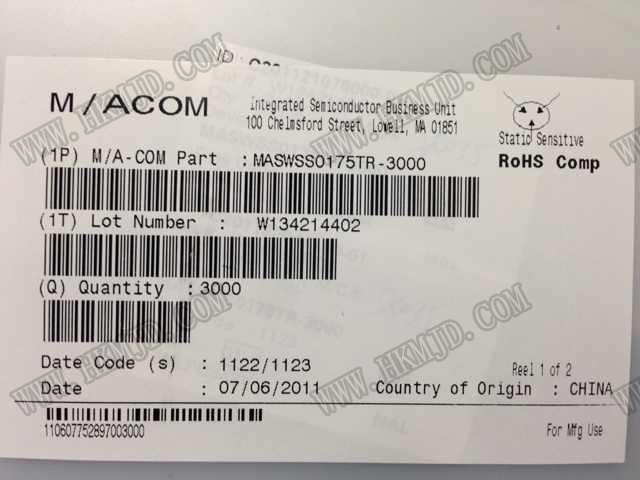 M/ACOM
Integrated Semiconductor Business Unit
100 Chelmsford Street, Lowell, MA 01851
Static Sensitive
RoHS Comp
(1P) M/A-COM Part : MASWSS0175TR-3000
(1T) Lot Number : W134214402
(Q) Quantity : 3000
Date Code (s) : 1122/1123
Reel 1 of 2
Date : 07/06/2011
Country of Origin : CHINA
110607752897003000
For Mfg Use
WWW.HKMJD.COM